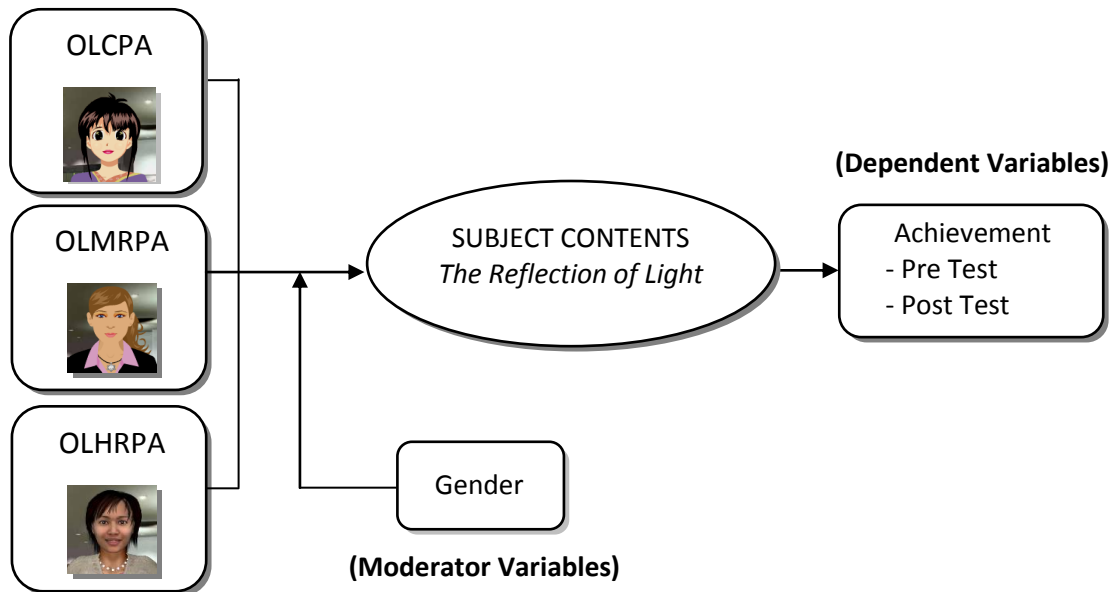 OLCPA
OLMRPA
OLHRPA
SUBJECT CONTENTS
The Reflection of Light
Gender
(Moderator Variables)
(Dependent Variables)
Achievement
- Pre Test
- Post Test